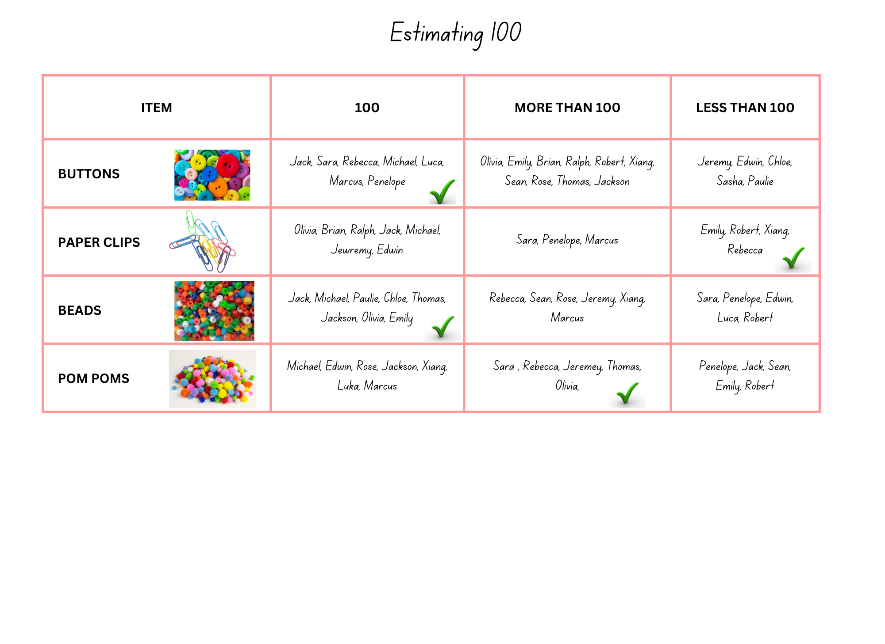 Estimating 100
ITEM
100
MORE THAN 100
LESS THAN 100
BUTTONS
Jack, Sara, Rebecca, Michael, Luca,
Marcus, Penelope
Olivia, Emily, Brian, Ralph, Robert, Xiang,
Sean, Rose, Thomas, Jackson
Jeremy, Edwin, Chloe,
Sasha, Paulie
PAPER CLIPS
Olivia, Brian, Ralph, Jack, Michael,
Jeuremy, Edwin
Sara, Penelope, Marcus
Emily, Robert, Xiang,
Rebecca
BEADS
Jack, Michael, Paulie, Chloe, Thomas,
Jackson, Olivia, Emily
Rebecca, Sean, Rose, Jeremy, Xiang,
Marcus
Sara, Penelope, Edwin,
Luca, Robert
POM POMS
Michael, Edwin, Rose, Jackson, Xiang,
Luka, Marcus
Sara , Rebecca, Jeremey, Thomas,
Olivia,
Penelope, Jack, Sean,
Emily, Robert